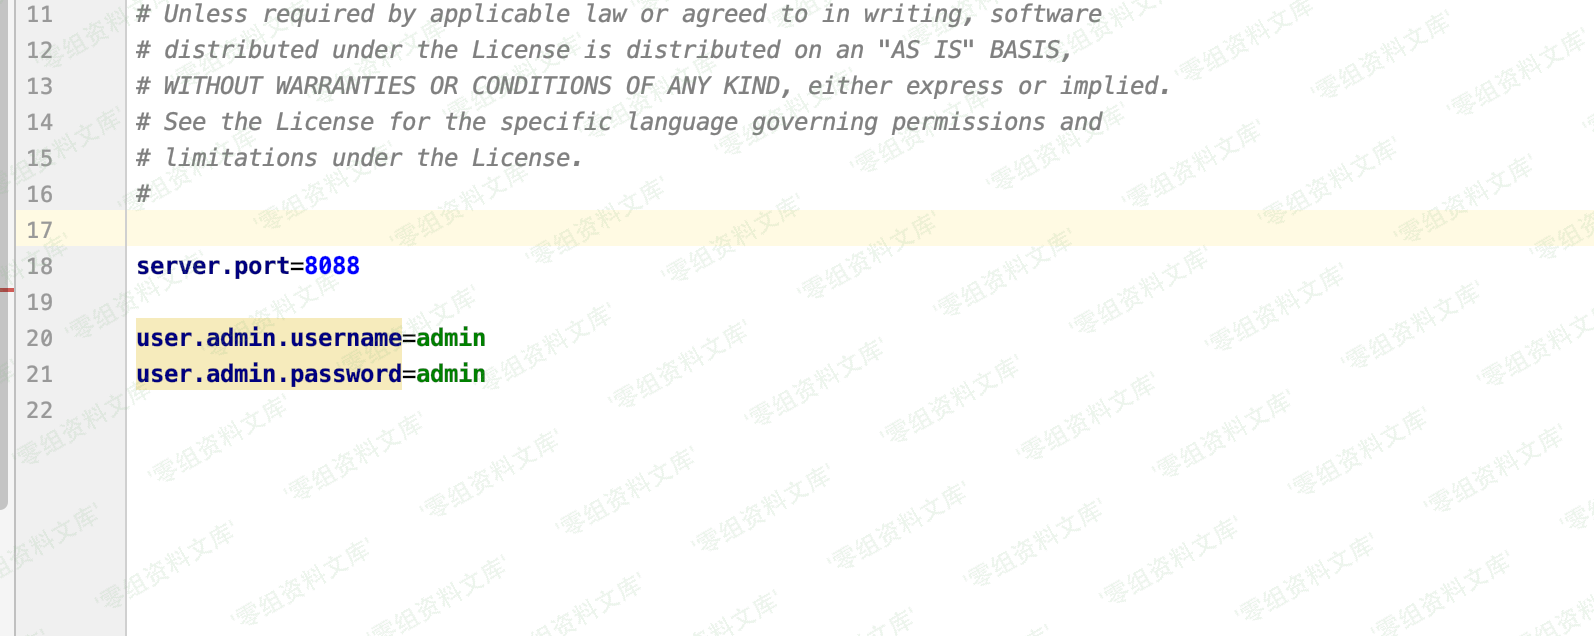 11 # Unless required by applicable law or agreed to in writing, software
12 # distributed under the License is distributed on an "AS IS" BASIS,
13 # WITHOUT WARRANTIES OR CONDITIONS OF ANY KIND, either express or implied.
14 # See the License for the specific language governing permissions and
15 # limitations under the License.
16 #
17
18 server.port=8088
19
20 user.admin.username=admin
21 user.admin.password=admin
22
零组资料文库